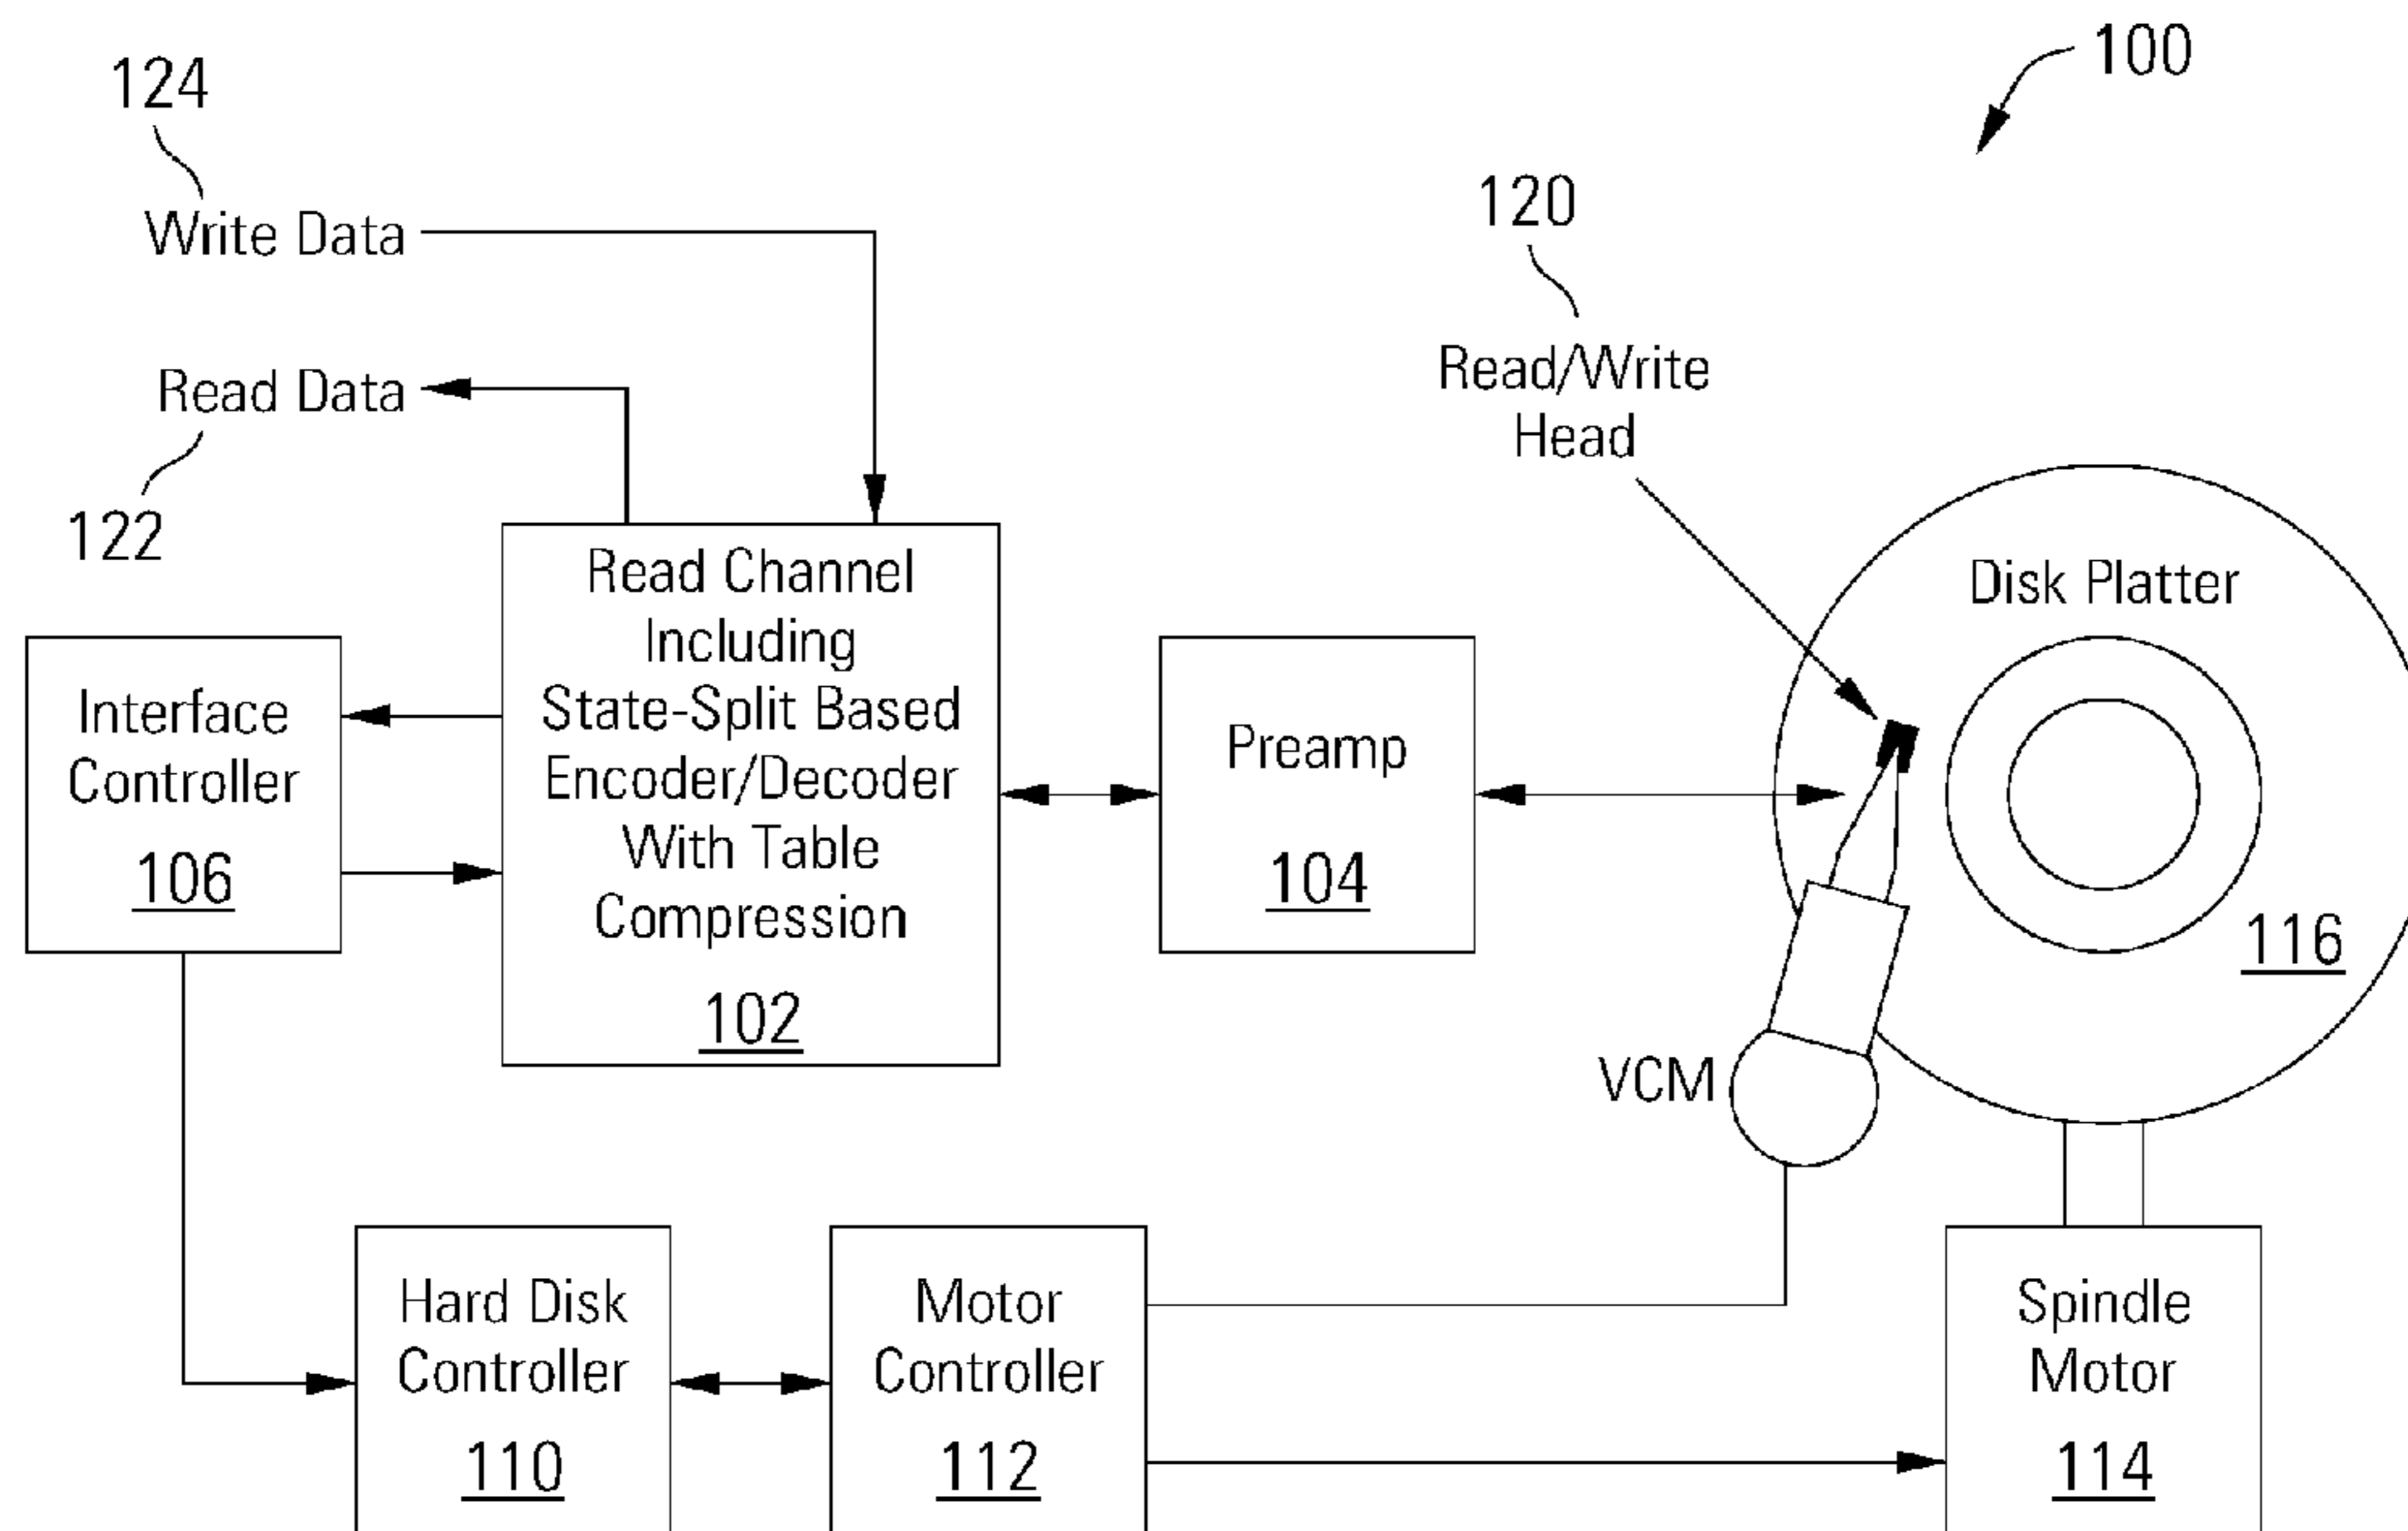 100
124
Write Data
120
Read/Write
Head
Read Data
122
Read Channel
Including
State-Split Based
Encoder/Decoder
With Table
Compression
102
Interface
Controller
106
Preamp
104
Disk Platter
116
VCM
Hard Disk
Controller
110
Motor
Controller
112
Spindle
Motor
114